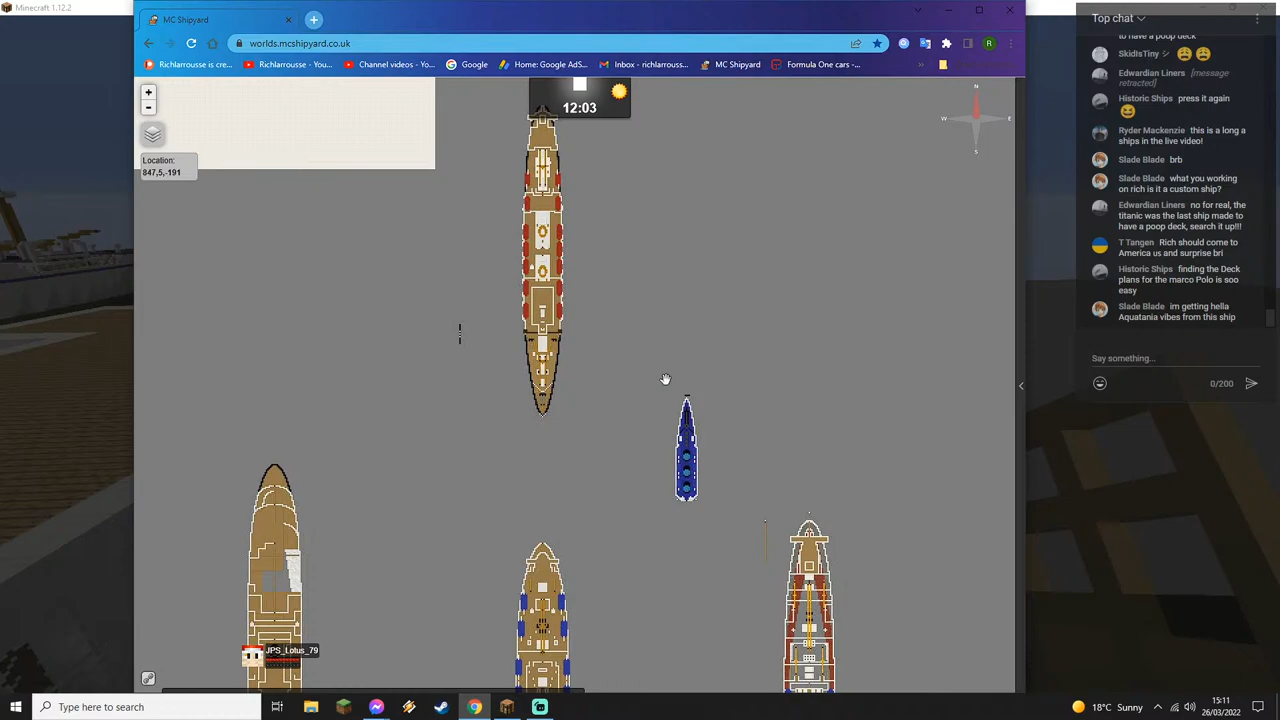 Minecraft 1.12.2
MC Shipyard
worlds.mcshipyard.co.uk
Richlarrousse is cre...
Richlarrousse - You...
Channel videos - Yo...
Google
Home: Google AdS...
Inbox - richlarrouss...
MC Shipyard
Formula One cars -...
»
R
+
-
Location:
847,5,-191
12:03
N
W
E
S
JPS_Lotus_79
Top chat
to have a poop deck
SkidIsTiny シ
Edwardian Liners [message
retracted]
Historic Ships press it again
Ryder Mackenzie this is a long a
ships in the live video!
Slade Blade brb
Slade Blade what you working
on rich is it a custom ship?
Edwardian Liners no for real, the
titanic was the last ship made to
have a poop deck, search it up!!!
T Tangen Rich should come to
America us and surprise bri
Historic Ships finding the Deck
plans for the marco Polo is soo
easy
Slade Blade im getting hella
Aquatania vibes from this ship
Say something...
0/200
Type here to search
18°C Sunny
15:11
26/03/2022